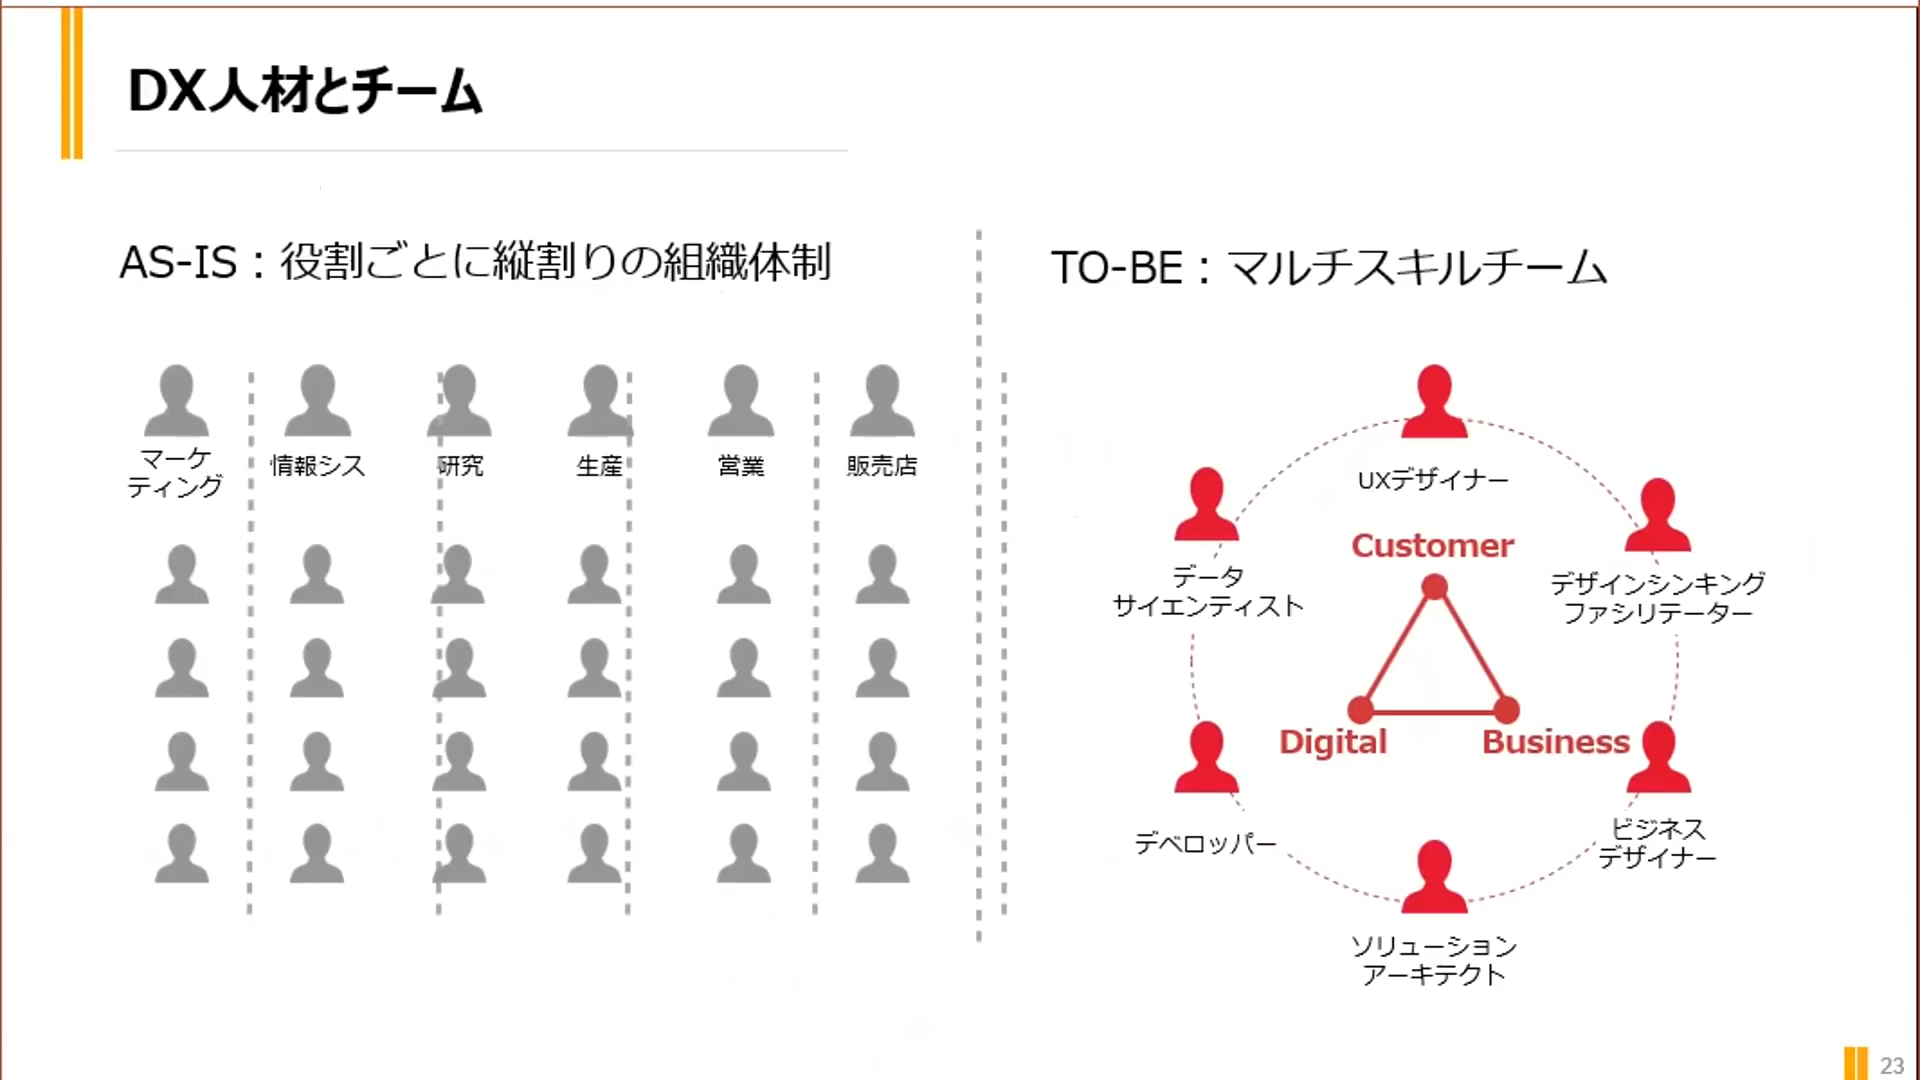 DX人材とチーム
AS-IS：役割ごとに縦割りの組織体制
マーケ
ティング
情報シス
研究
生産
営業
販売店
TO-BE：マルチスキルチーム
UXデザイナー
データ
サイエンティスト
デザインシンキング
ファシリテーター
Customer
Digital
Business
デベロッパー
ビジネス
デザイナー
ソリューション
アーキテクト
23